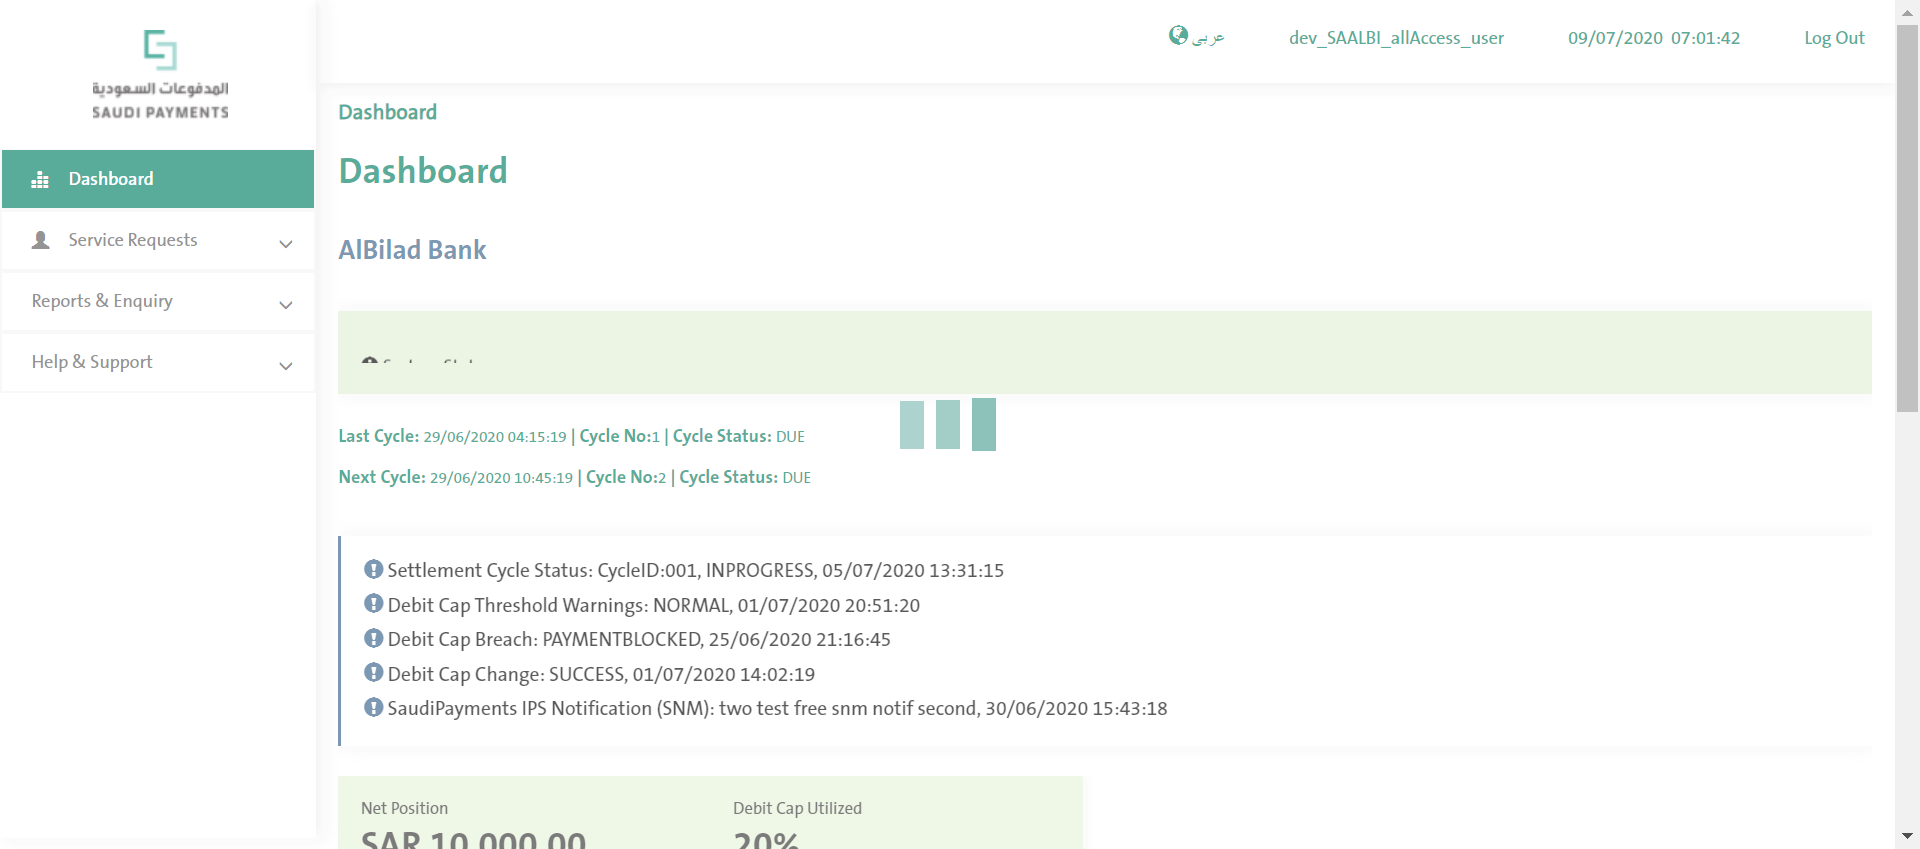 المدفوعات السعودية
SAUDI PAYMENTS
عربى
dev_SAALBI_allAccess_user
09/07/2020 07:01:42
Log Out
Dashboard
Service Requests
Reports & Enquiry
Help & Support
Dashboard
Dashboard
AlBilad Bank
Last Cycle: 29/06/2020 04:15:19 | Cycle No:1 | Cycle Status: DUE
Next Cycle: 29/06/2020 10:45:19 | Cycle No:2 | Cycle Status: DUE
Settlement Cycle Status: CycleID:001, INPROGRESS, 05/07/2020 13:31:15
Debit Cap Threshold Warnings: NORMAL, 01/07/2020 20:51:20
Debit Cap Breach: PAYMENTBLOCKED, 25/06/2020 21:16:45
Debit Cap Change: SUCCESS, 01/07/2020 14:02:19
SaudiPayments IPS Notification (SNM): two test free snm notif second, 30/06/2020 15:43:18
Net Position
Debit Cap Utilized
SAR 10,000.00
20%